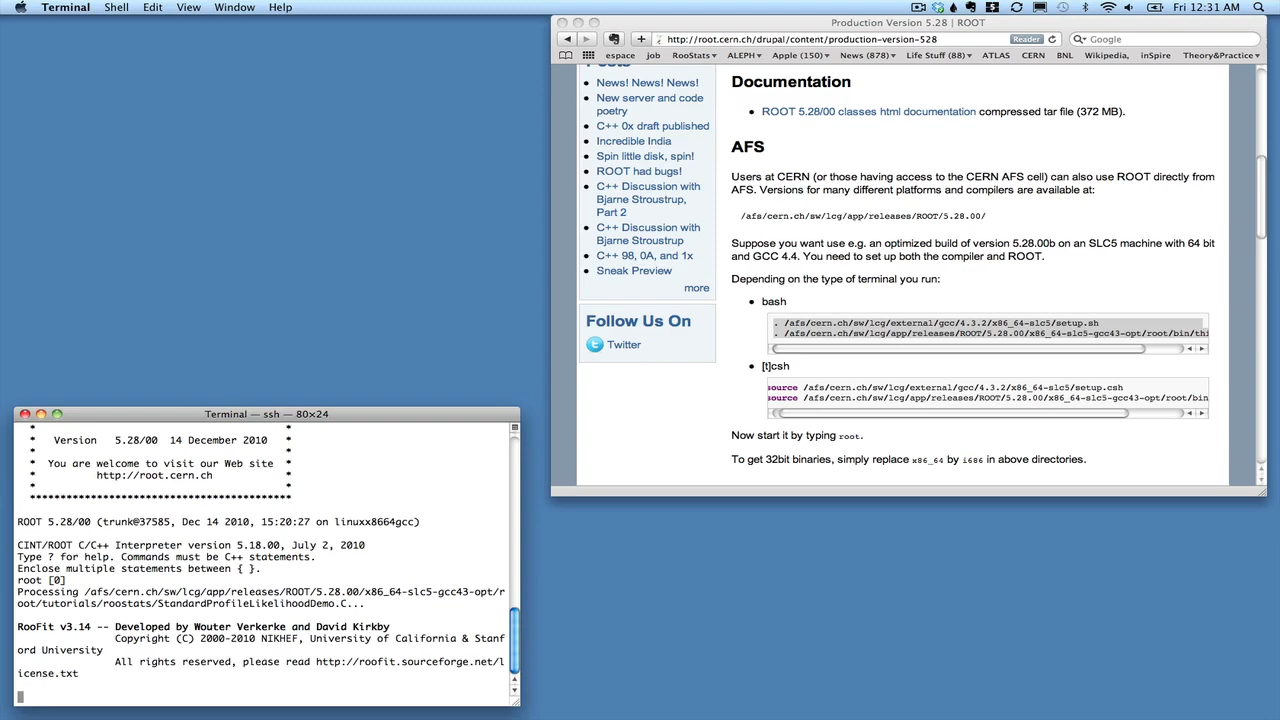 Terminal Shell Edit View Window Help
Fri 12:31 AM
Production Version 5.28 | ROOT
http://root.cern.ch/drupal/content/production-version-528
Reader
Google
espace job RooStats ALEPH Apple (150) News (878) Life Stuff (88) ATLAS CERN BNL Wikipedia, inSpire Theory&Practice
Posts
News! News! News!
New server and code
poetry
C++ 0x draft published
Incredible India
Spin little disk, spin!
ROOT had bugs!
C++ Discussion with
Bjarne Stroustrup,
Part 2
C++ Discussion with
Bjarne Stroustrup
C++ 98, 0A, and 1x
Sneak Preview
more
Follow Us On
Twitter
Documentation
ROOT 5.28/00 classes html documentation compressed tar file (372 MB).
AFS
Users at CERN (or those having access to the CERN AFS cell) can also use ROOT directly from
AFS. Versions for many different platforms and compilers are available at:
/afs/cern.ch/sw/lcg/app/releases/ROOT/5.28.00/
Suppose you want use e.g. an optimized build of version 5.28.00b on an SLC5 machine with 64 bit
and GCC 4.4. You need to set up both the compiler and ROOT.
Depending on the type of terminal you run:
bash
. /afs/cern.ch/sw/lcg/external/gcc/4.3.2/x86_64-slc5/setup.sh
. /afs/cern.ch/sw/lcg/app/releases/ROOT/5.28.00/x86_64-slc5-gcc43-opt/root/bin/thi
[t]csh
source /afs/cern.ch/sw/lcg/external/gcc/4.3.2/x86_64-slc5/setup.csh
source /afs/cern.ch/sw/lcg/app/releases/ROOT/5.28.00/x86_64-slc5-gcc43-opt/root/bin
Now start it by typing root.
To get 32bit binaries, simply replace x86_64 by i686 in above directories.
Terminal — ssh — 80×24
* *
* Version 5.28/00 14 December 2010 *
* *
* You are welcome to visit our Web site *
* http://root.cern.ch *
* *
*******************************************
ROOT 5.28/00 (trunk@37585, Dec 14 2010, 15:20:27 on linuxx8664gcc)
CINT/ROOT C/C++ Interpreter version 5.18.00, July 2, 2010
Type ? for help. Commands must be C++ statements.
Enclose multiple statements between { }.
root [0]
Processing /afs/cern.ch/sw/lcg/app/releases/ROOT/5.28.00/x86_64-slc5-gcc43-opt/r
oot/tutorials/roostats/StandardProfileLikelihoodDemo.C...
RooFit v3.14 -- Developed by Wouter Verkerke and David Kirkby
Copyright (C) 2000-2010 NIKHEF, University of California & Stanf
ord University
All rights reserved, please read http://roofit.sourceforge.net/l
icense.txt